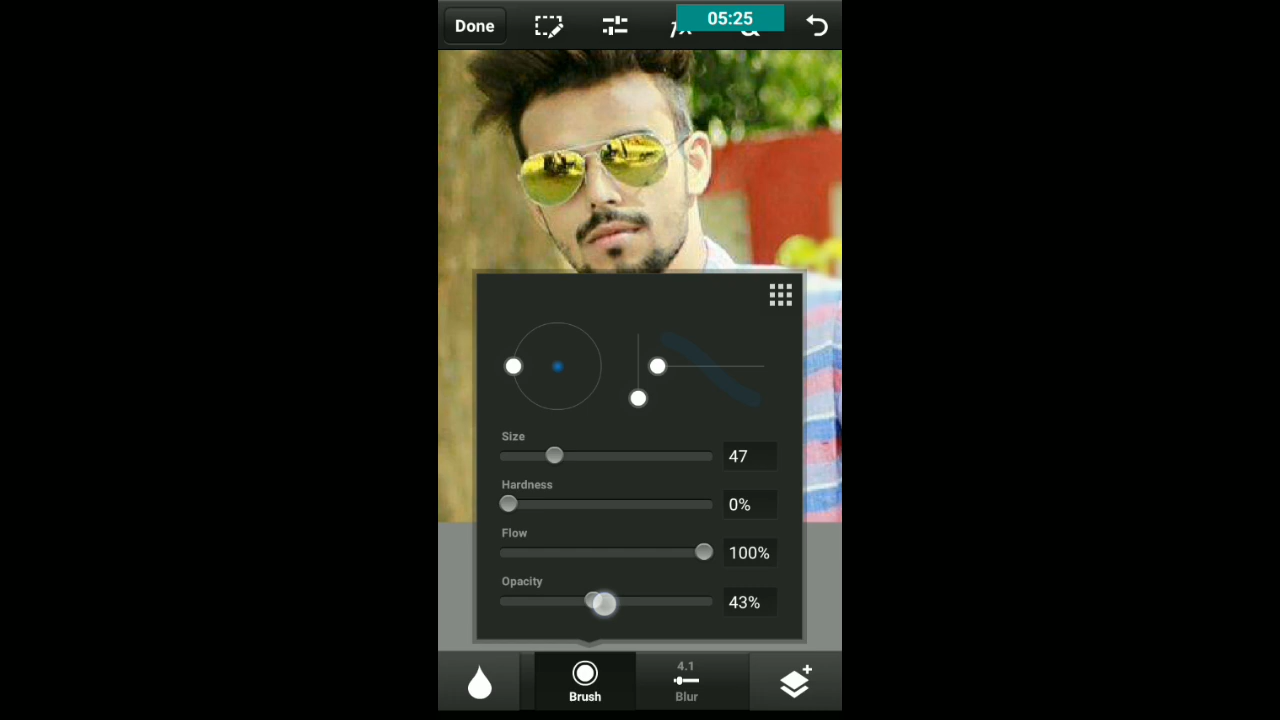 Done
05:25
Size
47
Hardness
0%
Flow
100%
Opacity
43%
Brush
4.1
Blur